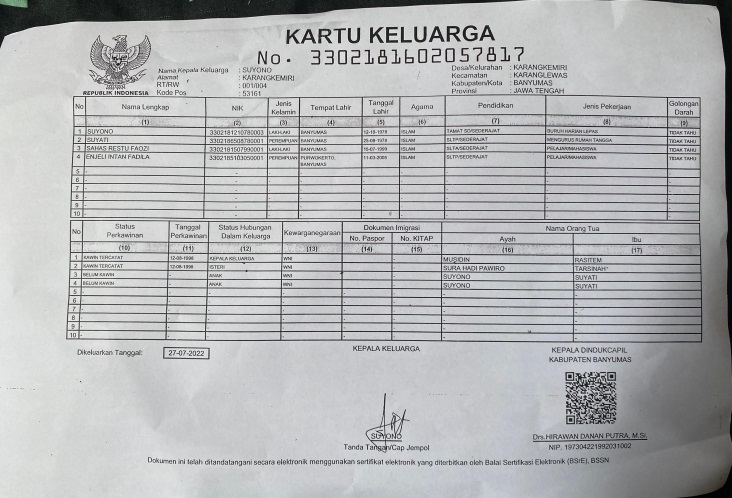 KARTU KELUARGA
No. 3302181602057817
REPUBLIK INDONESIA
Nama Kepala Keluarga : SUYONO
Alamat : KARANGKEMIRI
RT/RW : 001/004
Kode Pos : 53161
Desa/Kelurahan : KARANGKEMIRI
Kecamatan : KARANGLEWAS
Kabupaten/Kota : BANYUMAS
Provinsi : JAWA TENGAH
No Nama Lengkap NIK Jenis Kelamin Tempat Lahir Tanggal Lahir Agama Pendidikan Jenis Pekerjaan Golongan Darah
(1) (2) (3) (4) (5) (6) (7) (8) (9)
1 SUYONO 3302181210780003 LAKI-LAKI BANYUMAS 12-10-1978 ISLAM TAMAT SD/SEDERAJAT BURUH HARIAN LEPAS TIDAK TAHU
2 SUYATI 3302186508780001 PEREMPUAN BANYUMAS ISLAM SLTP/SEDERAJAT MENGURUS RUMAH TANGGA TIDAK TAHU
3 SAHAS RESTU FAOZI 3302181507990001 LAKI-LAKI BANYUMAS 15-07-1999 ISLAM SLTA/SEDERAJAT PELAJAR/MAHASISWA TIDAK TAHU
4 ENJELI INTAN FADILA 3302185103050001 PEREMPUAN PURWOKERTO, BANYUMAS 11-03-2005 ISLAM SLTP/SEDERAJAT PELAJAR/MAHASISWA TIDAK TAHU
5 -
6 -
7 -
8 -
9 -
10 -
No Status Perkawinan Tanggal Perkawinan Status Hubungan Dalam Keluarga Kewarganegaraan Dokumen Imigrasi Nama Orang Tua
No. Paspor No. KITAP Ayah Ibu
(10) (11) (12) (13) (14) (15) (16) (17)
1 KAWIN TERCATAT 12-08-1998 KEPALA KELUARGA WNI - - MUSIDIN RASITEM
2 KAWIN TERCATAT 12-08-1998 ISTERI WNI - - SURA HADI PAWIRO TARSINAH
3 BELUM KAWIN - ANAK WNI - - SUYONO SUYATI
4 BELUM KAWIN - ANAK WNI - - SUYONO SUYATI
5 -
6 -
7 -
8 -
9 -
10 -
Dikeluarkan Tanggal: 27-07-2022
KEPALA KELUARGA
KEPALA DINDUKCAPIL
KABUPATEN BANYUMAS
SUYONO
Tanda Tangan/Cap Jempol
Drs.HIRAWAN DANAN PUTRA, M.Si.
NIP. 197304221992031002
Dokumen ini telah ditandatangani secara elektronik menggunakan sertifikat elektronik yang diterbitkan oleh Balai Sertifikasi Elektronik (BSrE), BSSN